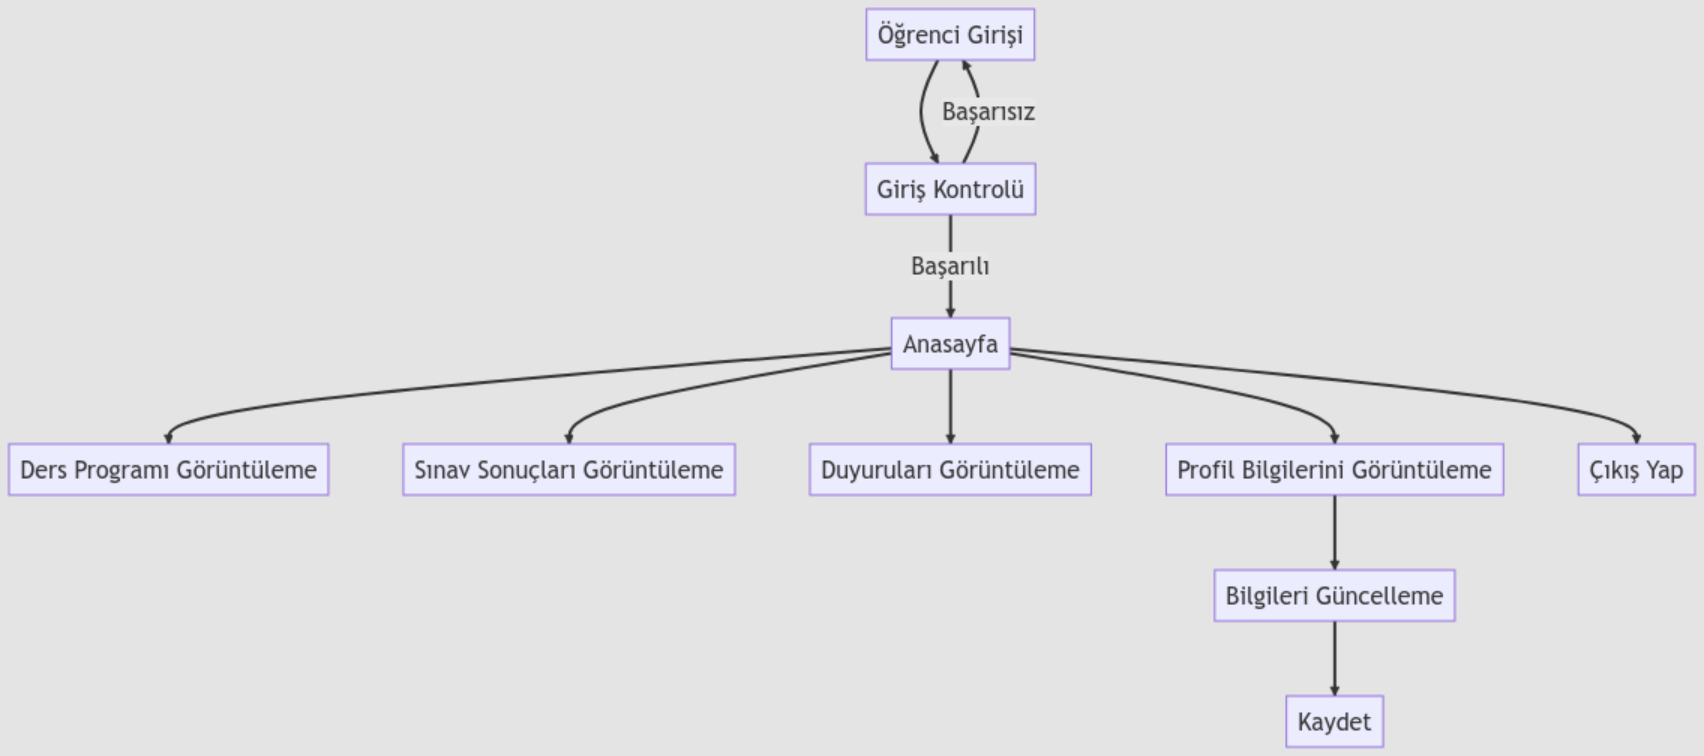 Öğrenci Girişi
Başarısız
Giriş Kontrolü
Başarılı
Anasayfa
Ders Programı Görüntüleme
Sınav Sonuçları Görüntüleme
Duyuruları Görüntüleme
Profil Bilgilerini Görüntüleme
Çıkış Yap
Bilgileri Güncelleme
Kaydet